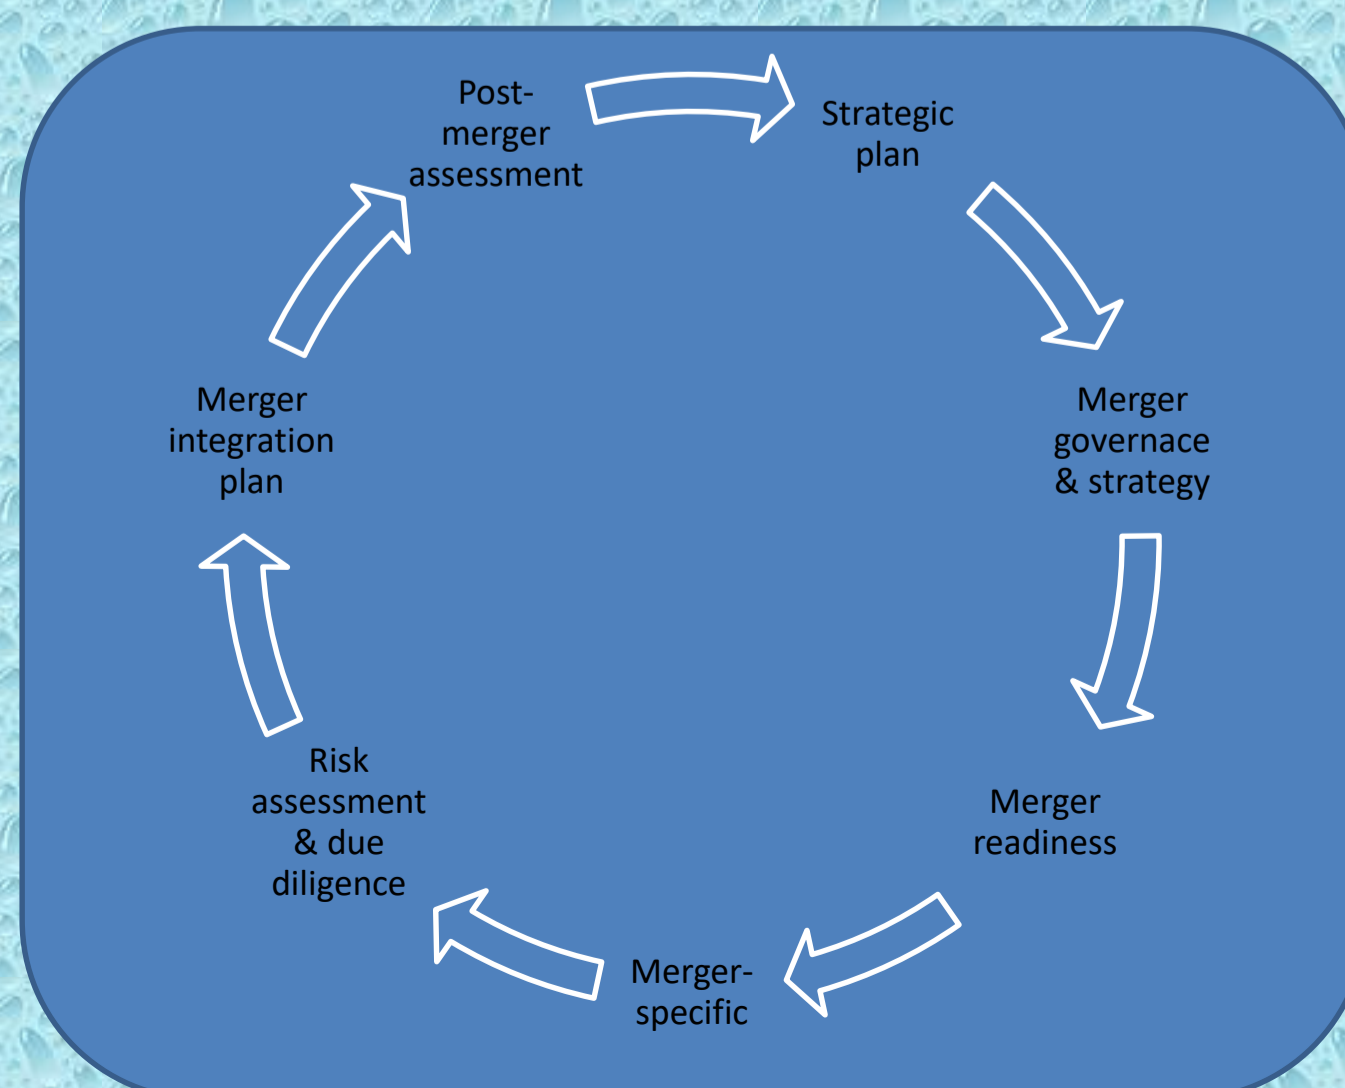 Post-
merger
assessment
Strategic
plan
Merger
governace
& strategy
Merger
readiness
Merger-
specific
Risk
assessment
& due
diligence
Merger
integration
plan